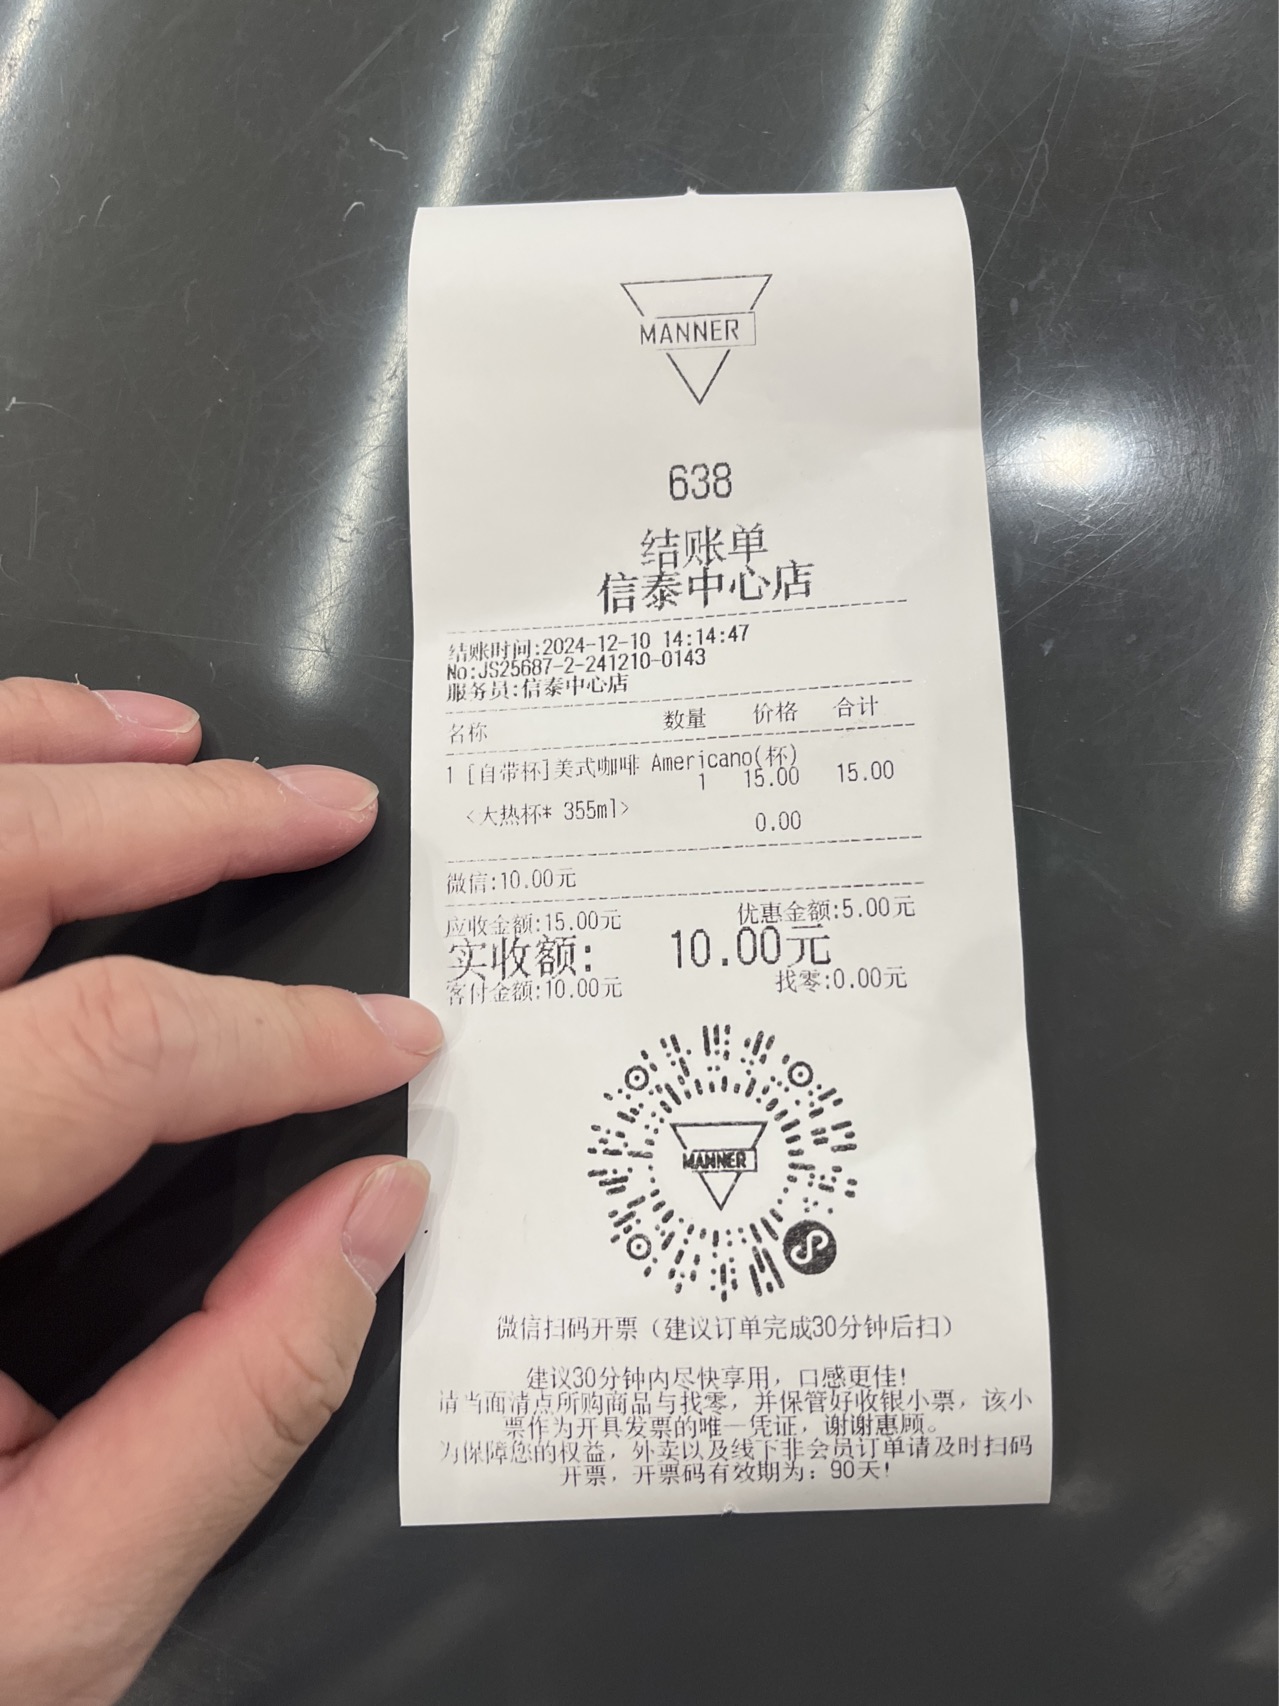 MANNER
638
结账单
信泰中心店
结账时间:2024-12-10 14:14:47
No:JS25687-2-241210-0143
服务员:信泰中心店
名称 数量 价格 合计
1 [自带杯]美式咖啡 Americano(杯)
1 15.00 15.00
<大热杯* 355ml>
0.00
微信:10.00元
应收金额:15.00元 优惠金额:5.00元
实收额: 10.00元
客付金额:10.00元 找零:0.00元
MANNER
微信扫码开票（建议订单完成30分钟后扫）
建议30分钟内尽快享用，口感更佳!
请当面清点所购商品与找零，并保管好收银小票，该小
票作为开具发票的唯一凭证，谢谢惠顾。
为保障您的权益，外卖以及线下非会员订单请及时扫码
开票，开票码有效期为：90天!